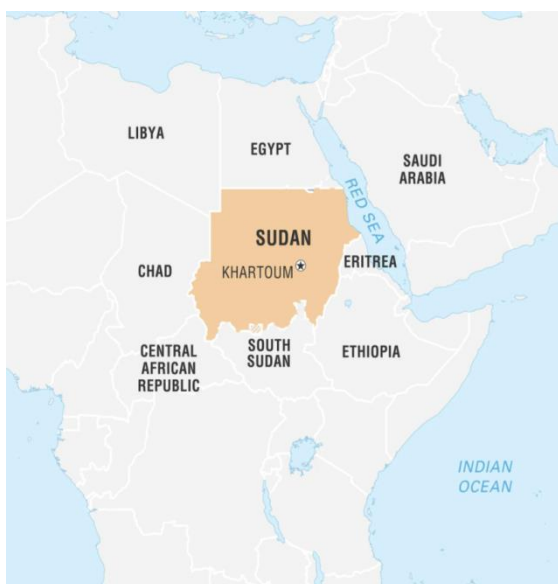 LIBYA
EGYPT
SAUDI
ARABIA
RED SEA
SUDAN
KHARTOUM
ERITREA
CHAD
CENTRAL
AFRICAN
REPUBLIC
SOUTH
SUDAN
ETHIOPIA
INDIAN
OCEAN